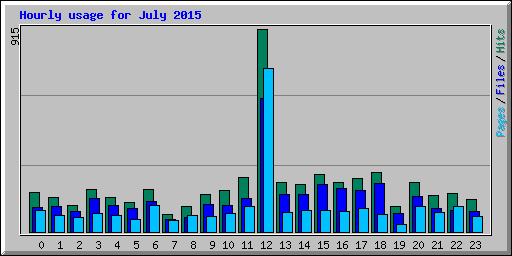 Hourly usage for July 2015
915
Pages / Files / Hits
0 1 2 3 4 5 6 7 8 9 10 11 12 13 14 15 16 17 18 19 20 21 22 23